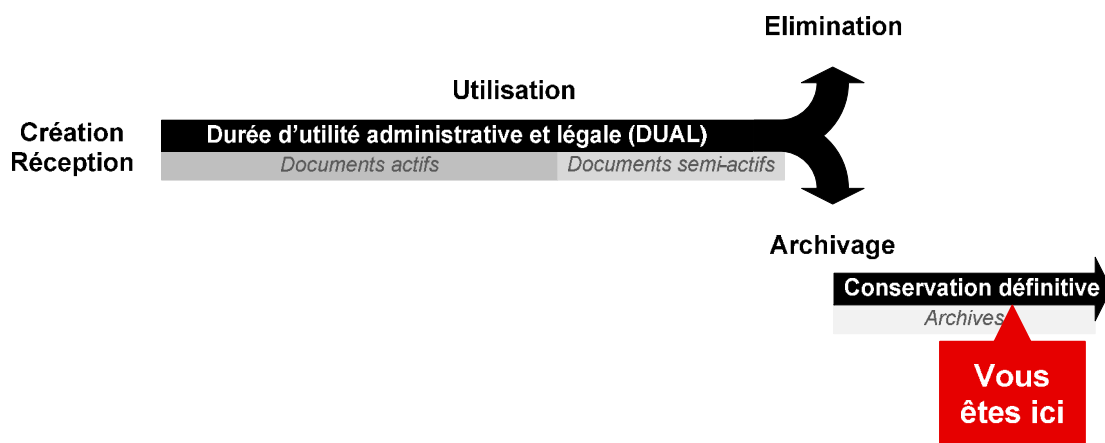 Elimination
Utilisation
Création
Réception
Durée d'utilité administrative et légale (DUAL)
Documents actifs
Documents semi-actifs
Archivage
Conservation définitive
Archives
Vous
êtes ici